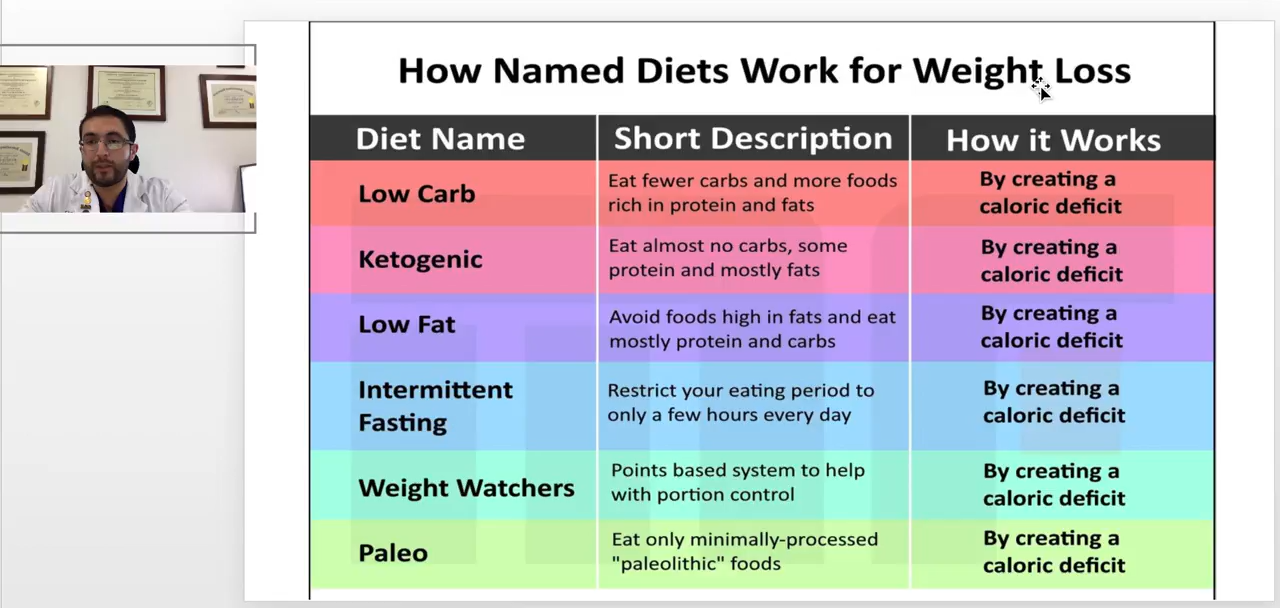 How Named Diets Work for Weight Loss
Diet Name
Short Description
How it Works
Low Carb
Eat fewer carbs and more foods
rich in protein and fats
By creating a
caloric deficit
Ketogenic
Eat almost no carbs, some
protein and mostly fats
By creating a
caloric deficit
Low Fat
Avoid foods high in fats and eat
mostly protein and carbs
By creating a
caloric deficit
Intermittent
Fasting
Restrict your eating period to
only a few hours every day
By creating a
caloric deficit
Weight Watchers
Points based system to help
with portion control
By creating a
caloric deficit
Paleo
Eat only minimally-processed
"paleolithic" foods
By creating a
caloric deficit